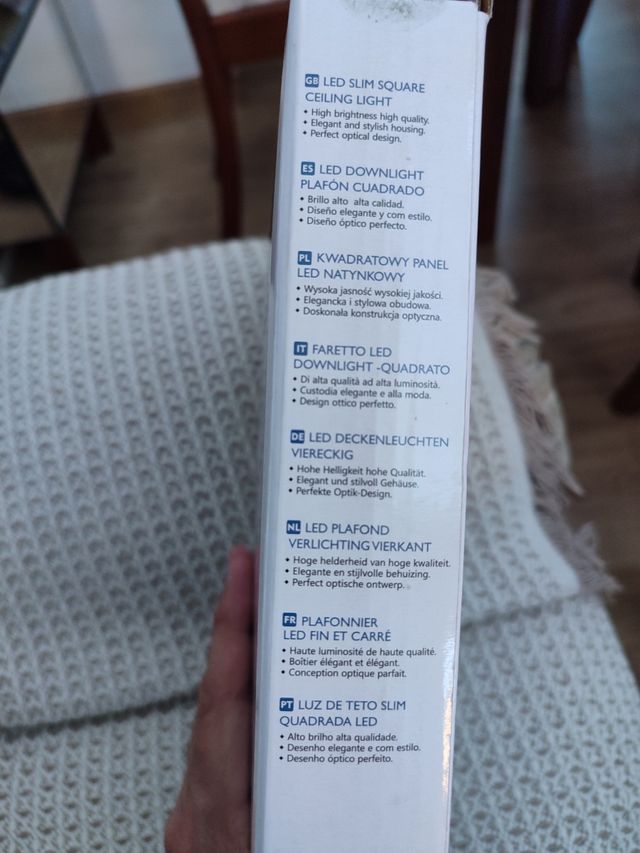 GB LED SLIM SQUARE
CEILING LIGHT
• High brightness high quality.
• Elegant and stylish housing.
• Perfect optical design.
ES LED DOWNLIGHT
PLAFÓN CUADRADO
• Brillo alto alta calidad.
• Diseño elegante y com estilo.
• Diseño óptico perfecto.
PL KWADRATOWY PANEL
LED NATYNKOWY
• Wysoka jasność wysokiej jakości.
• Elegancka i stylowa obudowa.
• Doskonała konstrukcja optyczna.
IT FARETTO LED
DOWNLIGHT -QUADRATO
• Di alta qualità ad alta luminosità.
• Custodia elegante e alla moda.
• Design ottico perfetto.
DE LED DECKENLEUCHTEN
VIERECKIG
• Hohe Helligkeit hohe Qualität.
• Elegant und stilvoll Gehäuse.
• Perfekte Optik-Design.
NL LED PLAFOND
VERLICHTING VIERKANT
• Hoge helderheid van hoge kwaliteit.
• Elegante en stijlvolle behuizing.
• Perfect optische ontwerp.
FR PLAFONNIER
LED FIN ET CARRÉ
• Haute luminosité de haute qualité.
• Boîtier élégant et élégant.
• Conception optique parfait.
PT LUZ DE TETO SLIM
QUADRADA LED
• Alto brilho alta qualidade.
• Desenho elegante e com estilo.
• Desenho óptico perfeito.